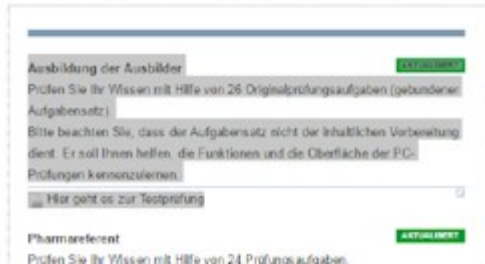 Ausbildung der Ausbilder AKTUALISIERT
Prüfen Sie Ihr Wissen mit Hilfe von 26 Originalprüfungsaufgaben (gebundener
Aufgabensatz)
Bitte beachten Sie, dass der Aufgabensatz nicht der inhaltlichen Vorbereitung
dient. Er soll Ihnen helfen, die Funktionen und die Oberfläche der PC-
Prüfungen kennenzulernen.
Hier geht es zur Testprüfung
Pharmareferent AKTUALISIERT
Prüfen Sie Ihr Wissen mit Hilfe von 24 Prüfungsaufgaben.